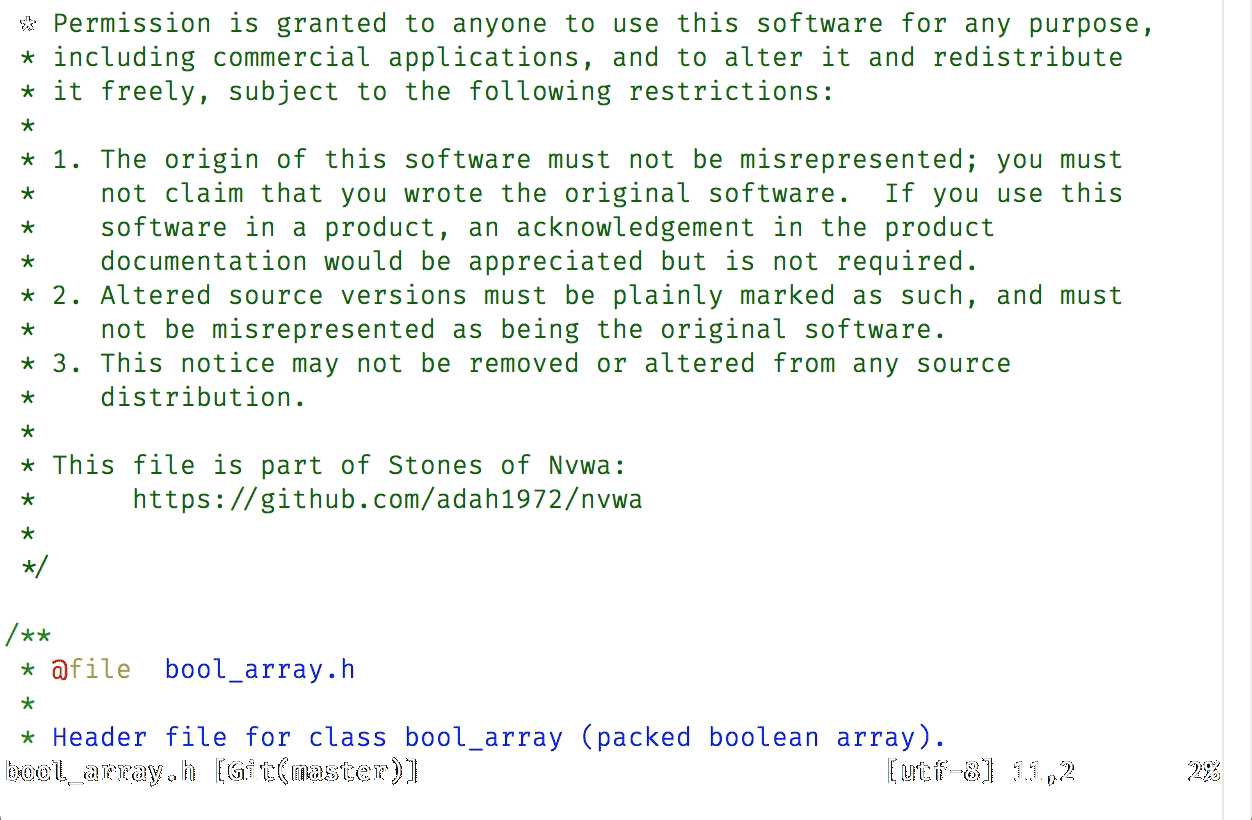 * Permission is granted to anyone to use this software for any purpose,
 * including commercial applications, and to alter it and redistribute
 * it freely, subject to the following restrictions:
 *
 * 1. The origin of this software must not be misrepresented; you must
 *    not claim that you wrote the original software.  If you use this
 *    software in a product, an acknowledgement in the product
 *    documentation would be appreciated but is not required.
 * 2. Altered source versions must be plainly marked as such, and must
 *    not be misrepresented as being the original software.
 * 3. This notice may not be removed or altered from any source
 *    distribution.
 *
 * This file is part of Stones of Nvwa:
 *      https://github.com/adah1972/nvwa
 *
 */

/**
 * @file  bool_array.h
 *
 * Header file for class bool_array (packed boolean array).
bool_array.h [Git(master)] [utf-8] 11,2 2%